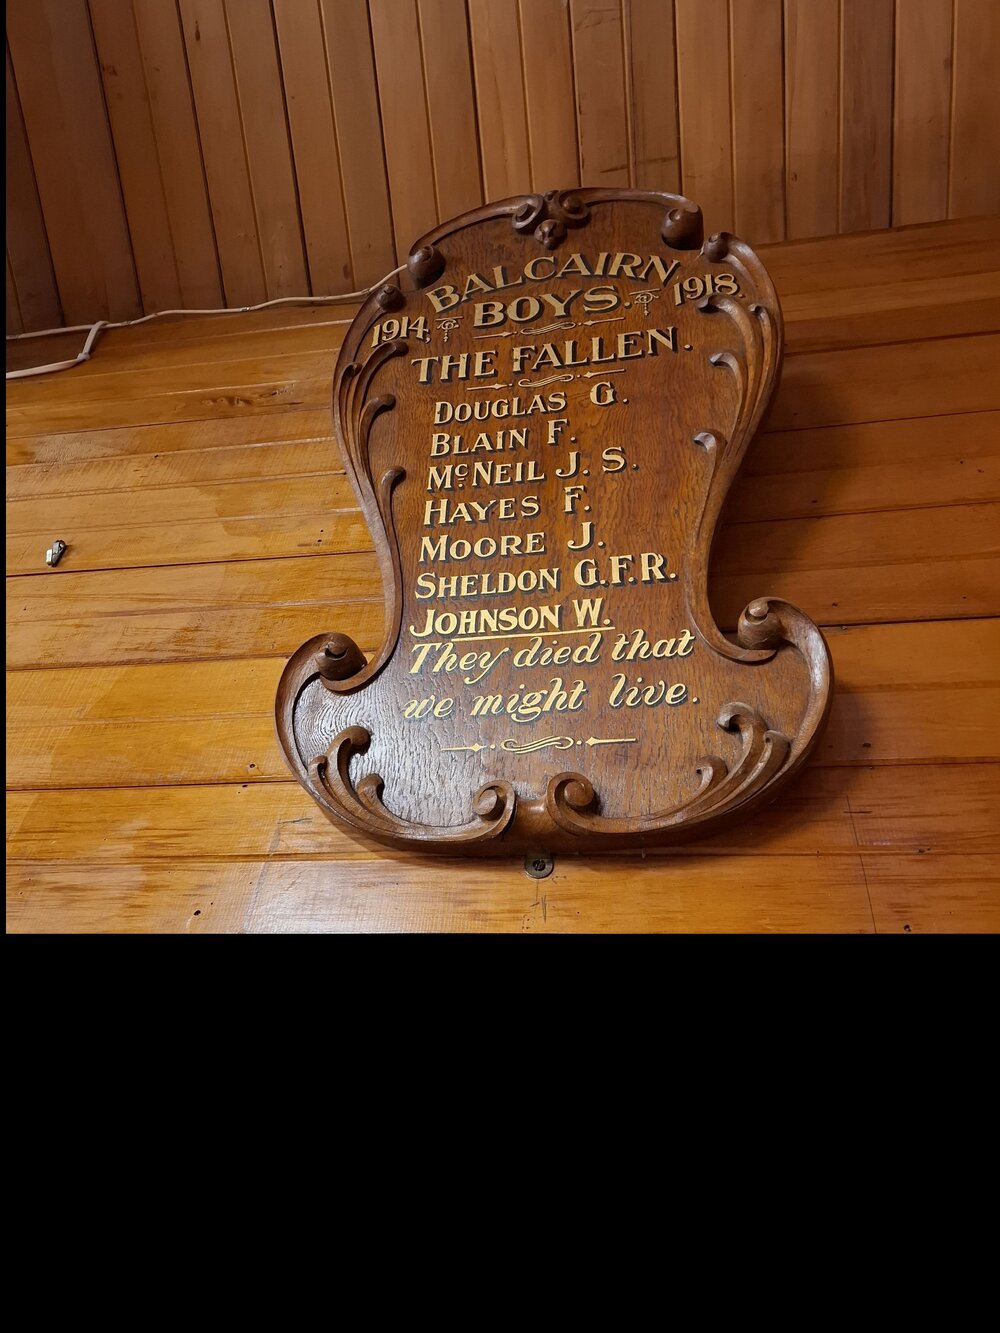 BALCAIRN
1914, BOYS. 1918.
THE FALLEN.
DOUGLAS G.
BLAIN F.
McNEIL J. S.
HAYES F.
MOORE J.
SHELDON G.F.R.
JOHNSON W.
They died that
we might live.